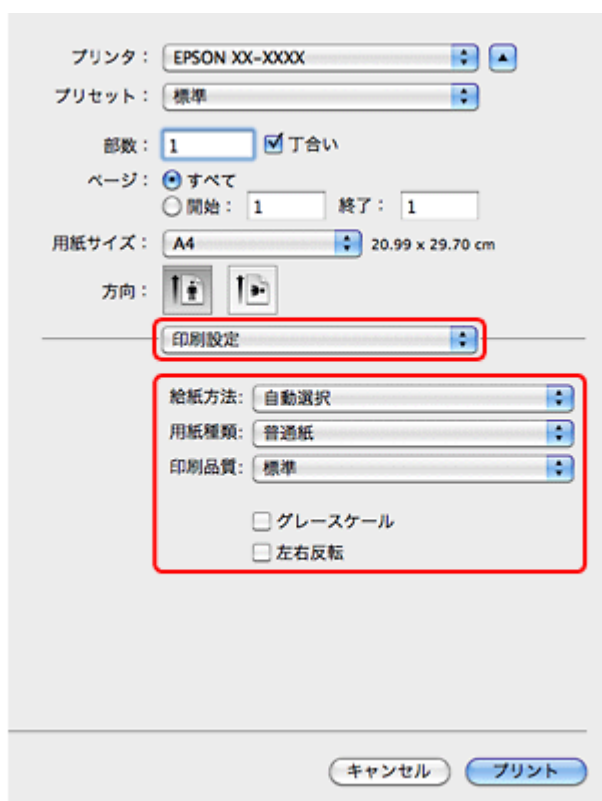 プリンタ： EPSON XX-XXXX
プリセット： 標準
部数： 1 丁合い
ページ： すべて
開始： 1 終了： 1
用紙サイズ： A4 20.99 x 29.70 cm
方向：
印刷設定
給紙方法: 自動選択
用紙種類: 普通紙
印刷品質: 標準
グレースケール
左右反転
キャンセル プリント